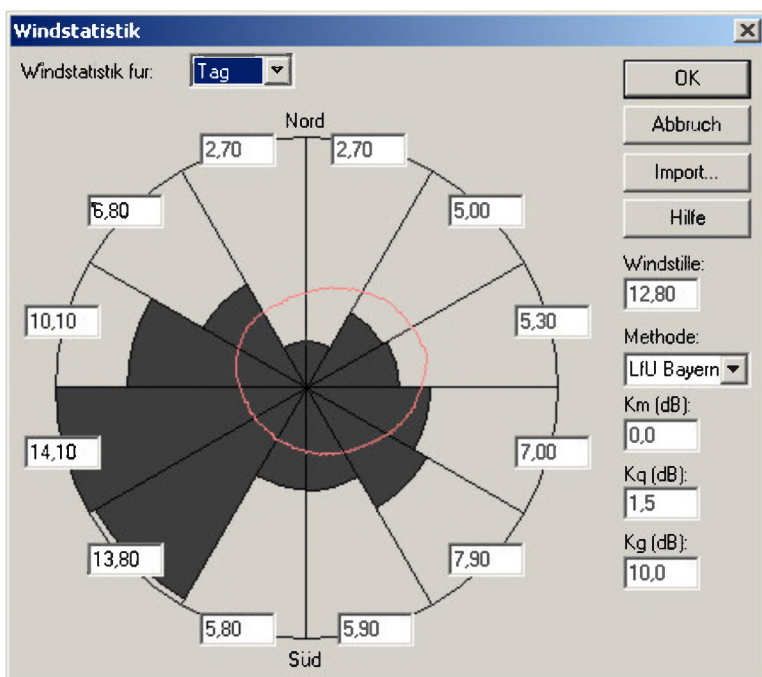 Windstatistik
Windstatistik fur: Tag
OK
Abbruch
Import...
Hilfe
Nord
2,70 2,70
6,80 5,00
10,10 5,30
14,10 7,00
13,80 7,90
5,80 5,90
Süd
Windstille:
12,80
Methode:
LfU Bayern
Km (dB):
0,0
Kq (dB):
1,5
Kg (dB):
10,0